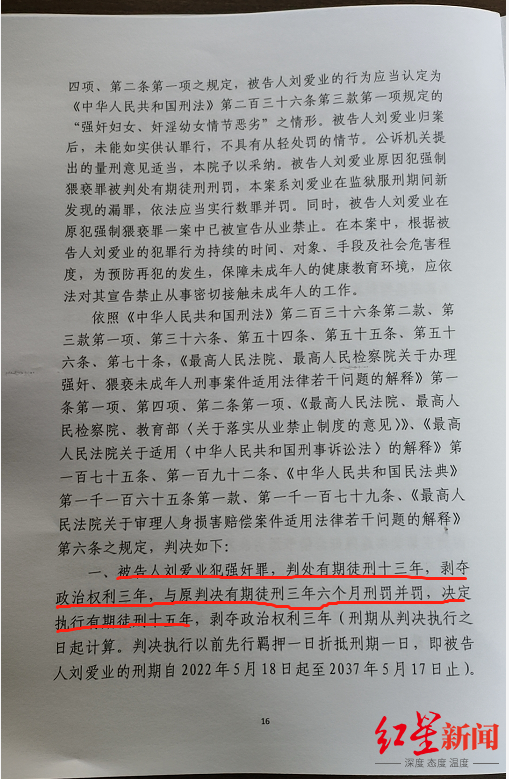 四项、第二条第一项之规定，被告人刘爱业的行为应当认定为
《中华人民共和国刑法》第二百三十六条第三款第一项规定的
“强奸妇女、奸淫幼女情节恶劣”之情形。被告人刘爱业归案
后，未能如实供认罪行，不具有从轻处罚的情节。公诉机关提
出的量刑意见适当，本院予以采纳。被告人刘爱业原因犯强制
猥亵罪被判处有期徒刑刑罚，本案系刘爱业在监狱服刑期间新
发现的漏罪，依法应当实行数罪并罚。同时，被告人刘爱业在
原犯强制猥亵罪一案中已被宣告从业禁止。在本案中，根据被
告人刘爱业的犯罪行为持续的时间、对象、手段及社会危害程
度，为预防再犯的发生，保障未成年人的健康教育环境，应依
法对其宣告禁止从事密切接触未成年人的工作。
依照《中华人民共和国刑法》第二百三十六条第二款、第
三款第一项、第三十六条、第五十四条、第五十五条、第五十
六条、第七十条，《最高人民法院、最高人民检察院关于办理
强奸、猥亵未成年人刑事案件适用法律若干问题的解释》第一
条第一项、第四项、第二条第一项、《最高人民法院、最高人
民检察院、教育部〈关于落实从业禁止制度的意见〉》、《最高
人民法院关于适用〈中华人民共和国刑事诉讼法〉的解释》第
一百七十五条、第一百九十二条、《中华人民共和国民法典》
第一千一百六十五条第一款、第一千一百七十九条、《最高人
民法院关于审理人身损害赔偿案件适用法律若干问题的解释》
第六条之规定，判决如下：
一、被告人刘爱业犯强奸罪，判处有期徒刑十三年，剥夺
政治权利三年，与原判决有期徒刑三年六个月刑罚并罚，决定
执行有期徒刑十五年，剥夺政治权利三年（刑期从判决执行之
日起计算。判决执行以前先行羁押一日折抵刑期一日，即被告
人刘爱业的刑期自2022年5月18日起至2037年5月17日止）。
16
红星新闻
深度 态度 温度